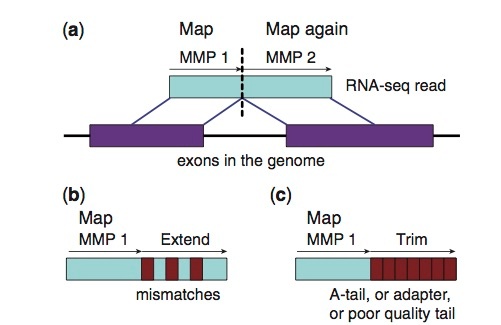 (a)
Map Map again
MMP 1 MMP 2
RNA-seq read
exons in the genome
(b)
Map
MMP 1 Extend
mismatches
(c)
Map
MMP 1 Trim
A-tail, or adapter,
or poor quality tail